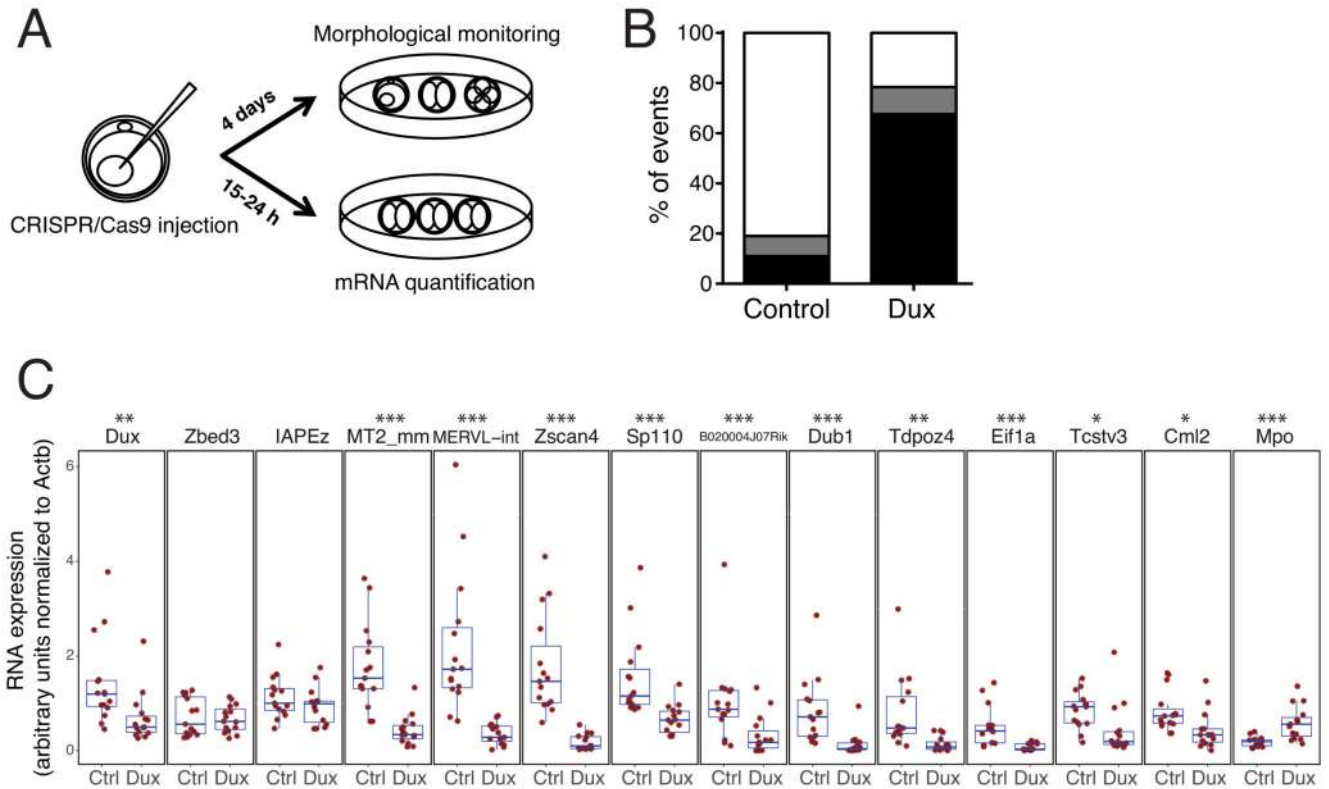 A
Morphological monitoring
4 days
15-24 h
CRISPR/Cas9 injection
mRNA quantification
B
% of events
100
80
60
40
20
0
Control Dux
C
** *** *** *** *** *** *** ** *** * * ***
Dux Zbed3 IAPEz MT2_mm MERVL-int Zscan4 Sp110 B020004J07Rik Dub1 Tdpoz4 Eif1a Tcstv3 Cml2 Mpo
RNA expression
(arbitrary units normalized to Actb)
6
4
2
0
Ctrl Dux Ctrl Dux Ctrl Dux Ctrl Dux Ctrl Dux Ctrl Dux Ctrl Dux Ctrl Dux Ctrl Dux Ctrl Dux Ctrl Dux Ctrl Dux Ctrl Dux Ctrl Dux